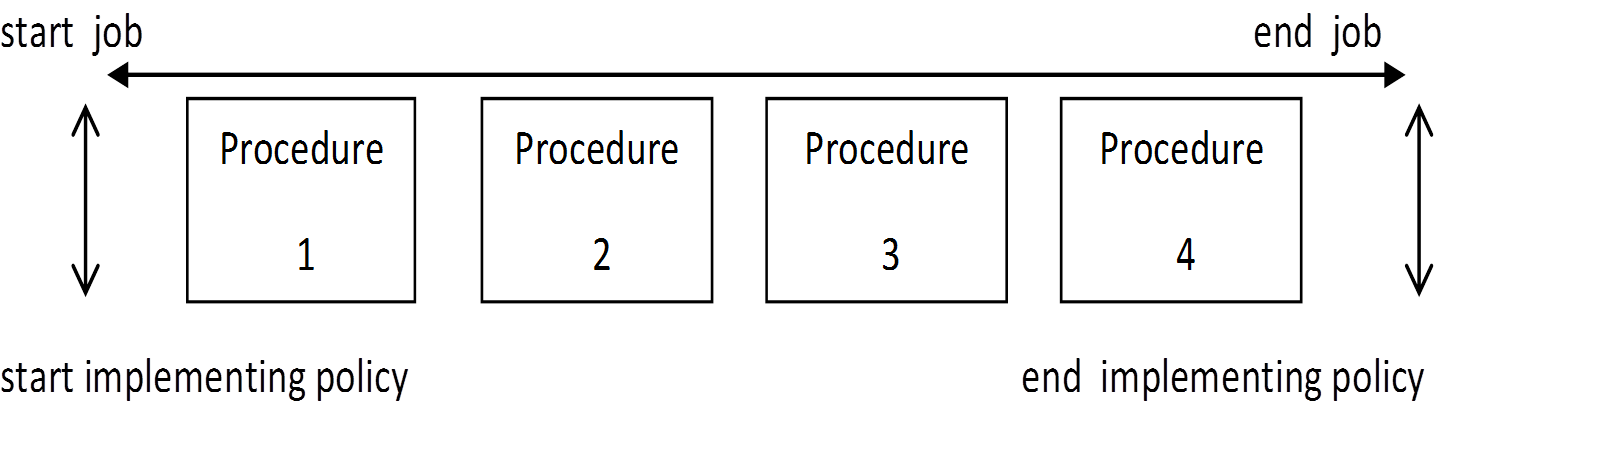 start job end job
Procedure Procedure Procedure Procedure
1 2 3 4
start implementing policy end implementing policy